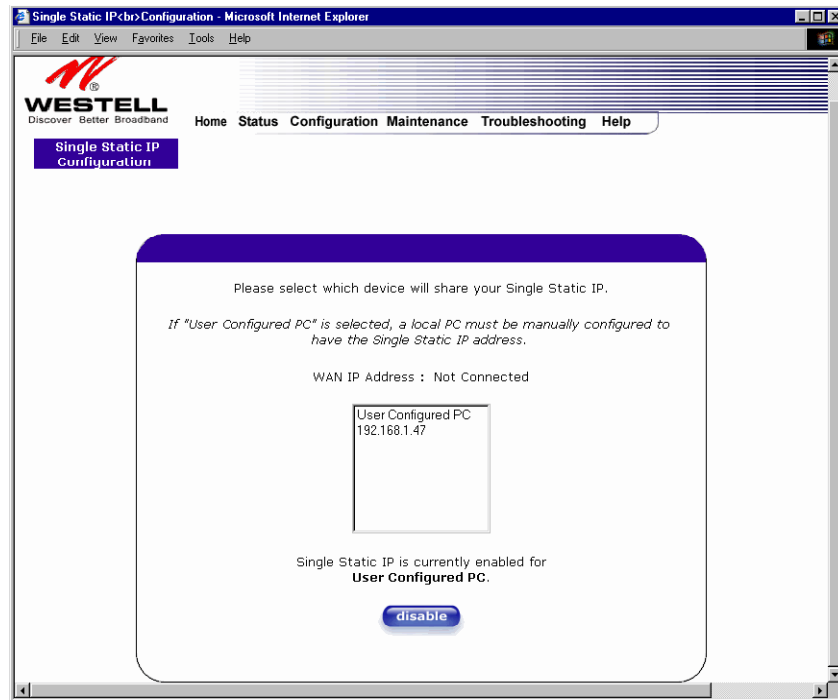 Single Static IP<br>Configuration - Microsoft Internet Explorer
File Edit View Favorites Tools Help
®
WESTELL
Discover Better Broadband
Home Status Configuration Maintenance Troubleshooting Help
Single Static IP
Configuration
Please select which device will share your Single Static IP.
If "User Configured PC" is selected, a local PC must be manually configured to
have the Single Static IP address.
WAN IP Address : Not Connected
User Configured PC
192.168.1.47
Single Static IP is currently enabled for
User Configured PC.
disable